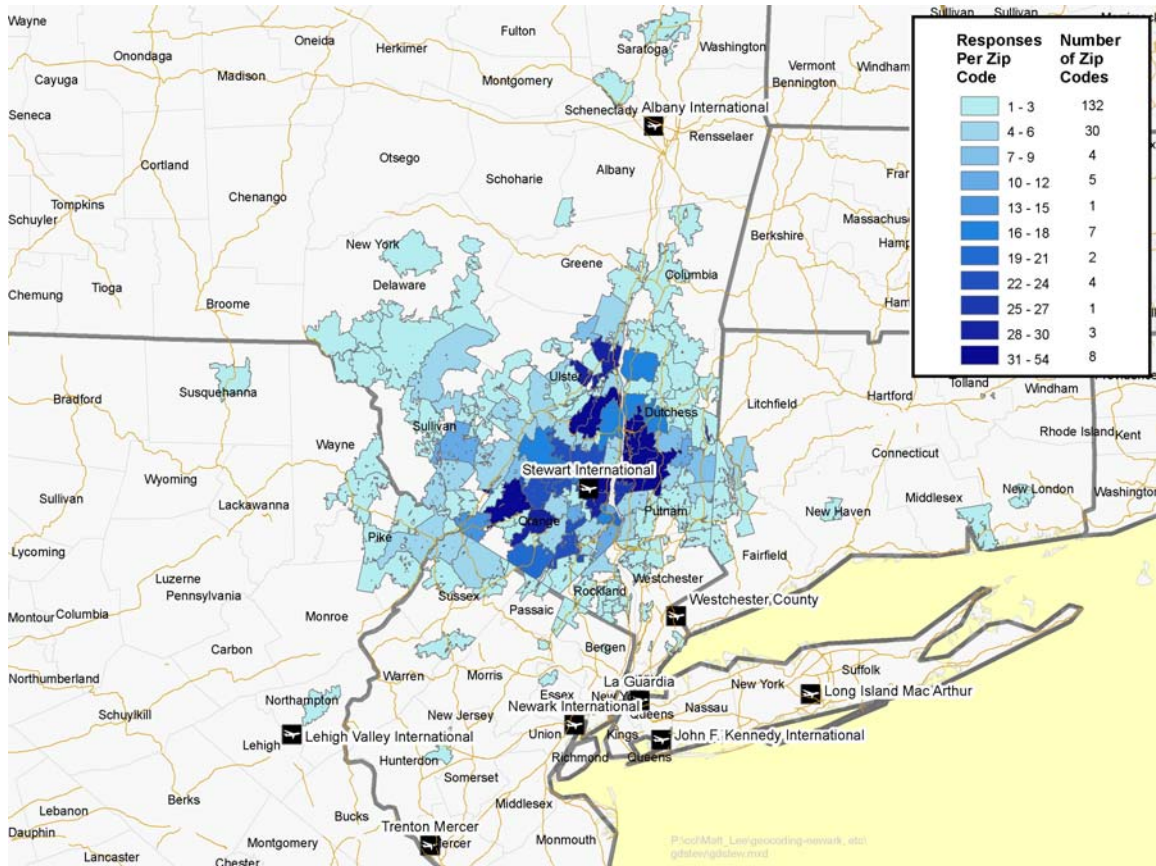 Wayne
Fulton
Sullivan
Sullivan
Oneida
Herkimer
Saratoga
Washington
Onondaga
Cayuga
Madison
Montgomery
Vermont
Bennington
Windham
Schenectady
Albany International
Seneca
Rensselaer
Otsego
Albany
Cortland
Schoharie
Chenango
Tompkins
Schuyler
Berkshire
New York
Greene
Columbia
Delaware
Tioga
Chemung
Broome
Responses
Per Zip
Code
Number
of Zip
Codes
1 - 3 132
4 - 6 30
7 - 9 4
10 - 12 5
13 - 15 1
16 - 18 7
19 - 21 2
22 - 24 4
25 - 27 1
28 - 30 3
31 - 54 8
Ulster
Susquehanna
Tolland
Windham
Bradford
Litchfield
Hartford
Dutchess
Sullivan
Wayne
Rhode Island
Kent
Connecticut
Stewart International
Wyoming
Sullivan
Lackawanna
Middlesex
New London
Washington
Putnam
New Haven
Orange
Pike
Lycoming
Fairfield
Luzerne
Westchester
Pennsylvania
Rockland
Sussex
Montour
Columbia
Monroe
Passaic
Westchester County
Carbon
Bergen
Northumberland
Warren
Morris
La Guardia
Suffolk
New York
Northampton
Essex
Long Island Mac Arthur
Schuylkill
New Jersey
Newark International
Queens
Nassau
Lehigh
Lehigh Valley International
Union
Kings
John F. Kennedy International
Hunterdon
Richmond
Queens
Somerset
Berks
Middlesex
Lebanon
Bucks
Trenton Mercer
Dauphin
Montgomery
Mercer
Monmouth
Lancaster
Chester